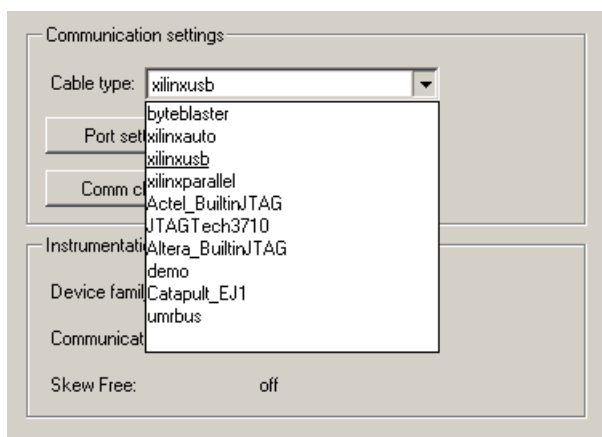 Communication settings
Cable type: xilinxusb
byteblaster
Port set xilinxauto
xilinxusb
Comm c xilinxparallel
Actel_BuiltinJTAG
JTAGTech3710
Instrumentati Altera_BuiltinJTAG
demo
Device famil Catapult_EJ1
umrbus
Communicat
Skew Free: off